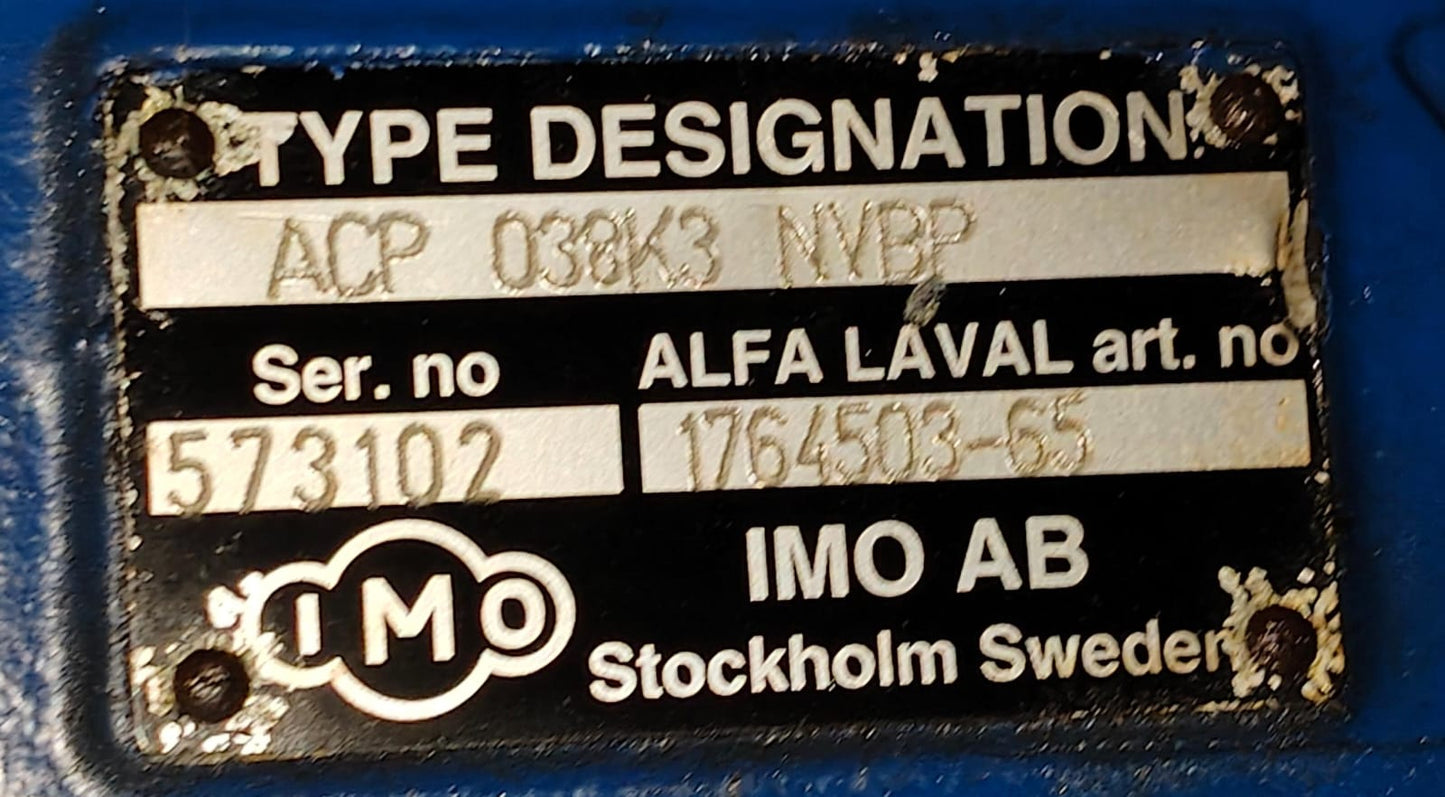 TYPE DESIGNATION
ACP 038K3 NVBP
Ser. no ALFA LAVAL art. no
573102 1764503-65
IMO IMO AB
Stockholm Sweden